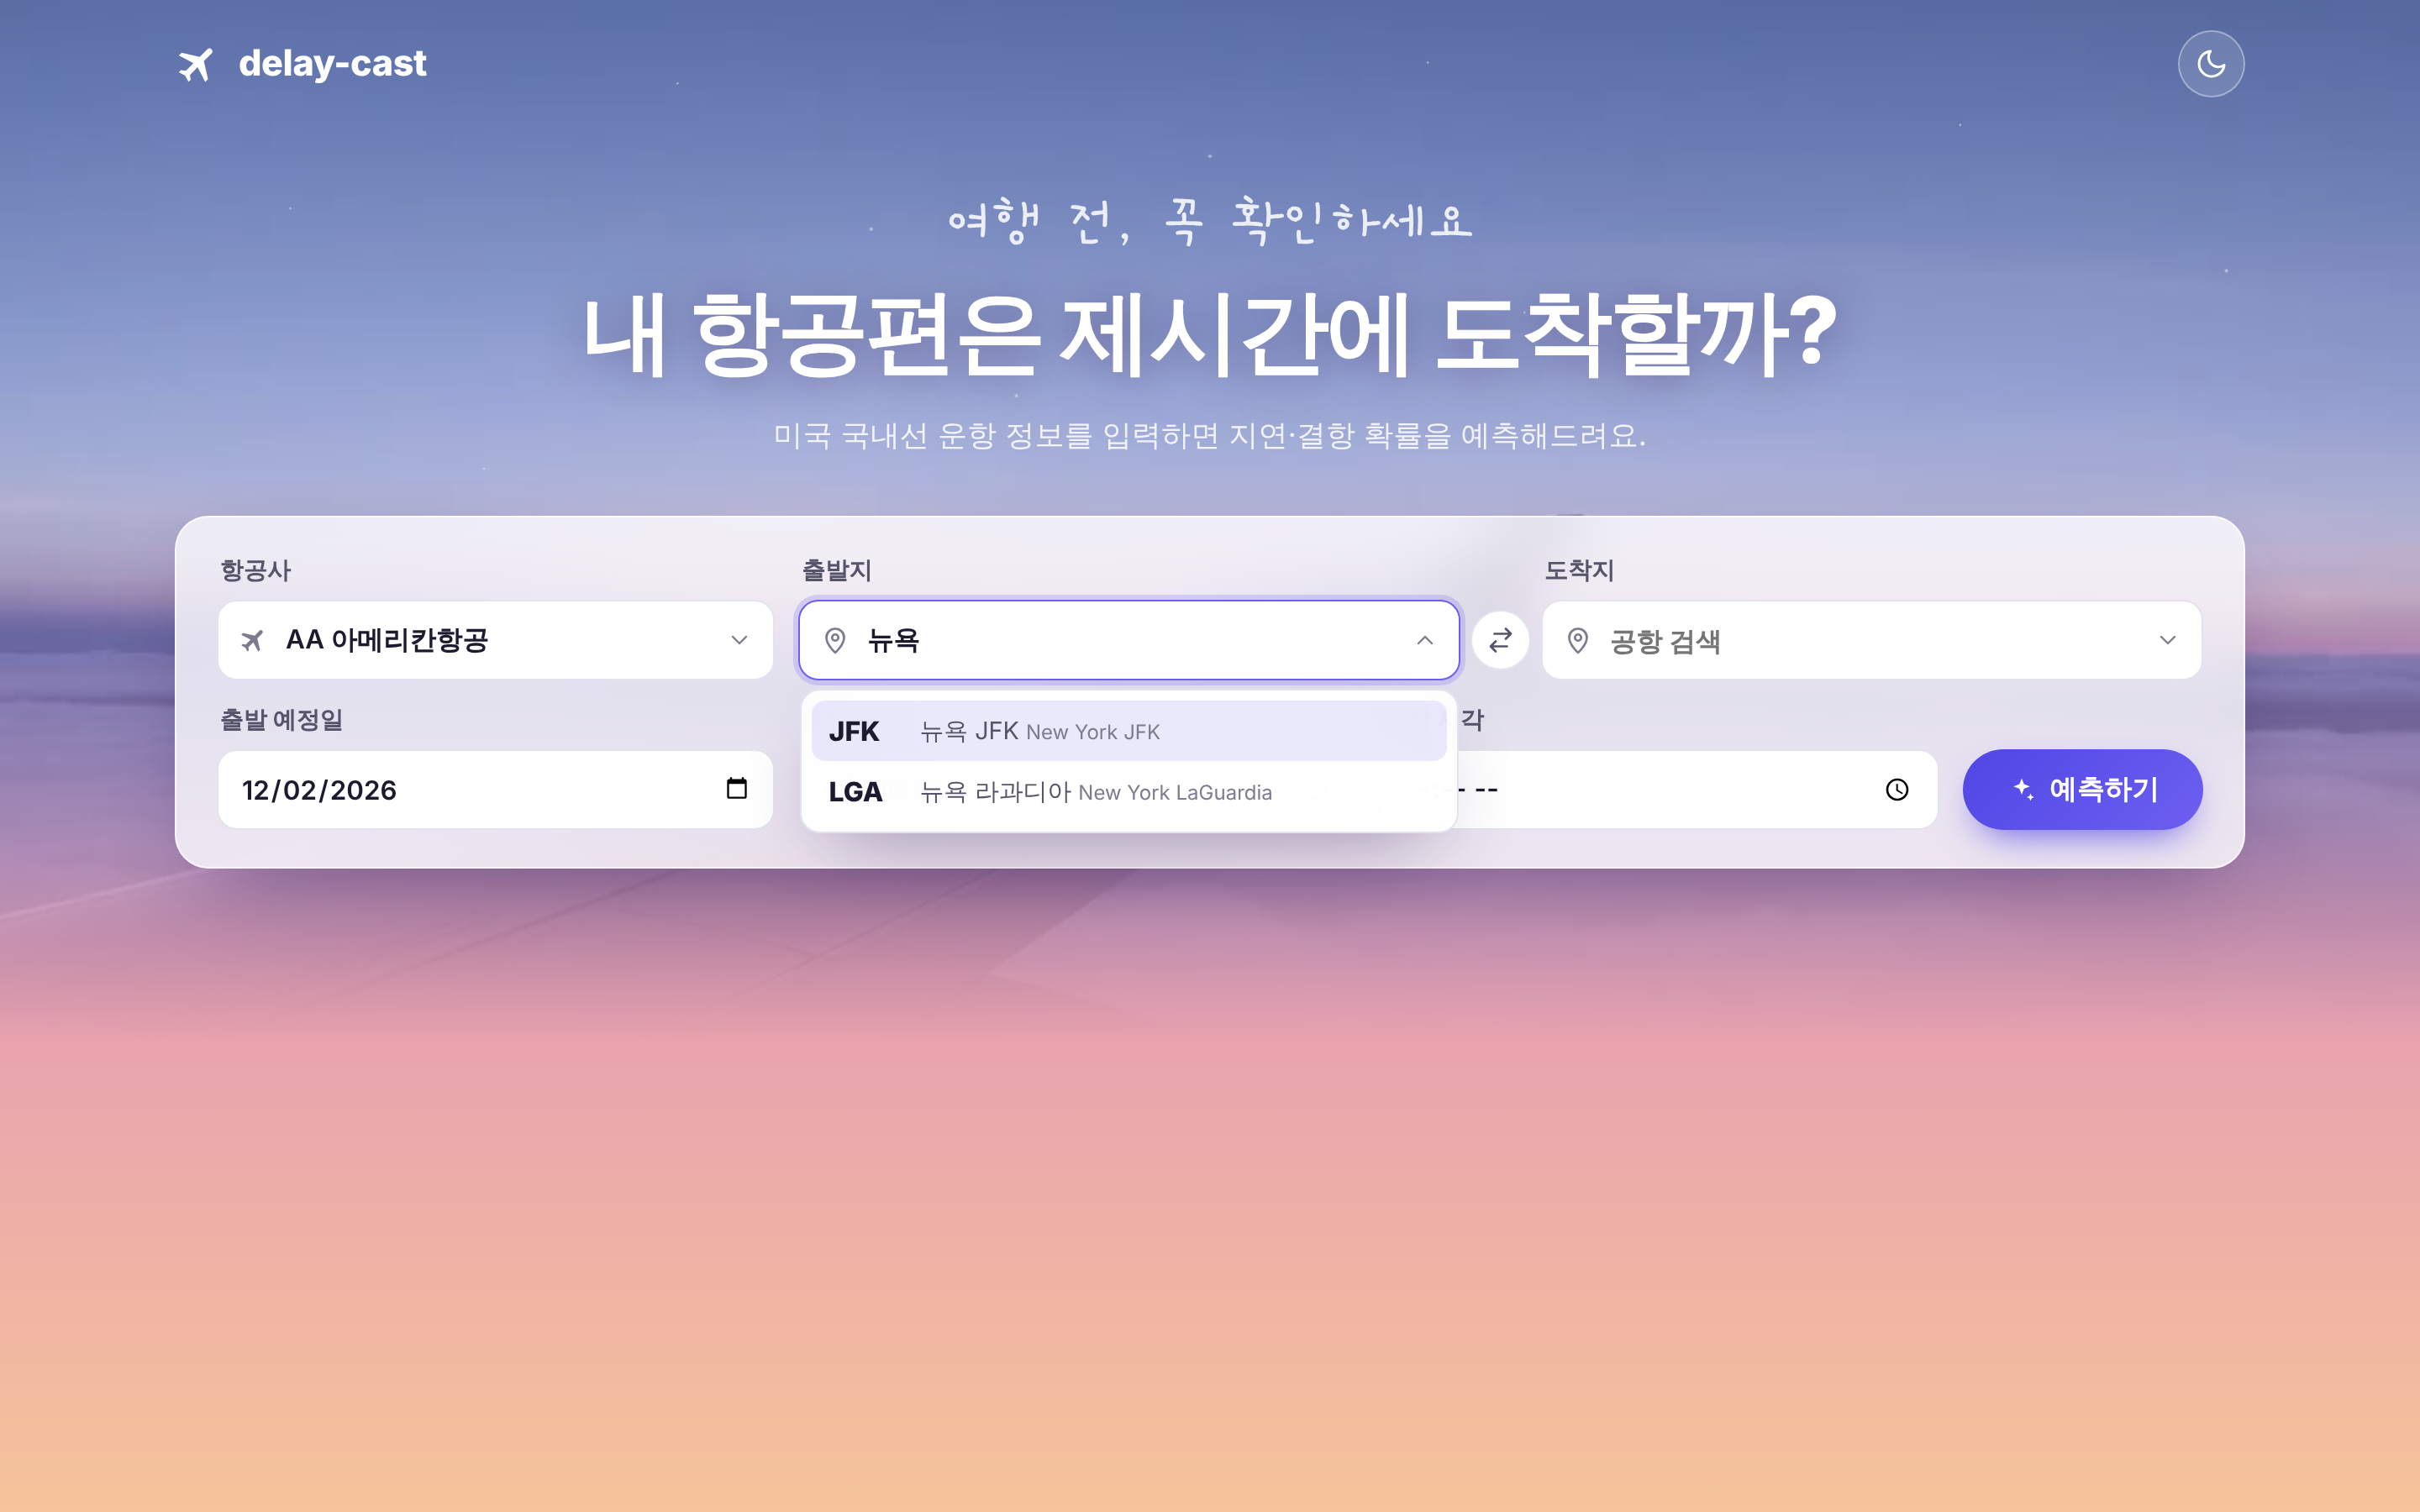 delay-cast
여행 전, 꼭 확인하세요
내 항공편은 제시간에 도착할까?
미국 국내선 운항 정보를 입력하면 지연·결항 확률을 예측해드려요.
항공사
출발지
도착지
AA 아메리카항공
뉴욕
공항 검색
출발 예정일
각
JFK 뉴욕 JFK New York JFK
12/02/2026
LGA 뉴욕 라과디아 New York LaGuardia
-- 
예측하기